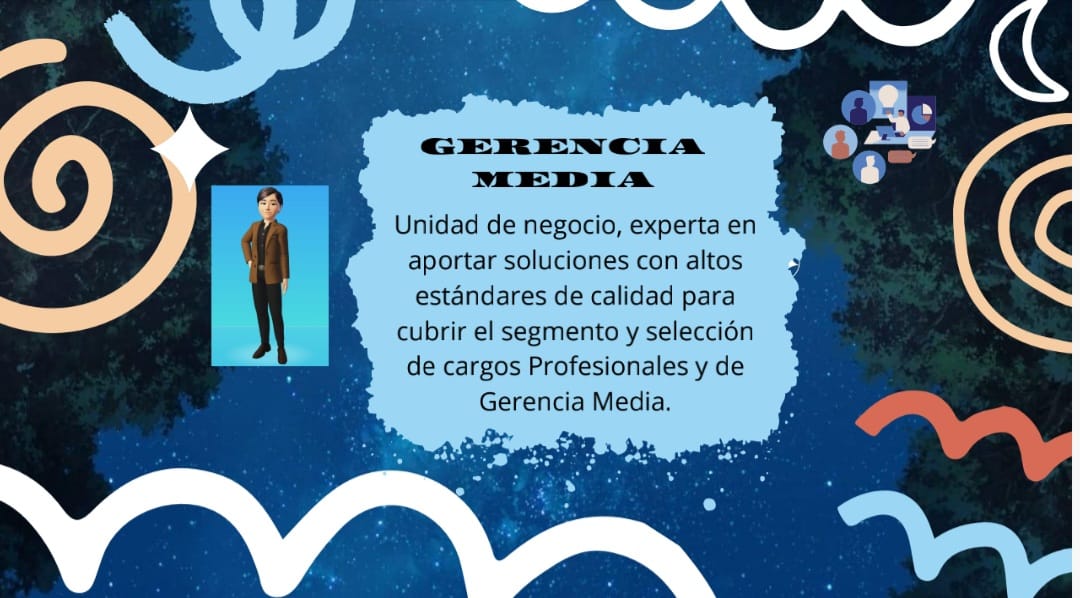 GERENCIA
MEDIA
Unidad de negocio, experta en
aportar soluciones con altos
estándares de calidad para
cubrir el segmento y selección
de cargos Profesionales y de
Gerencia Media.